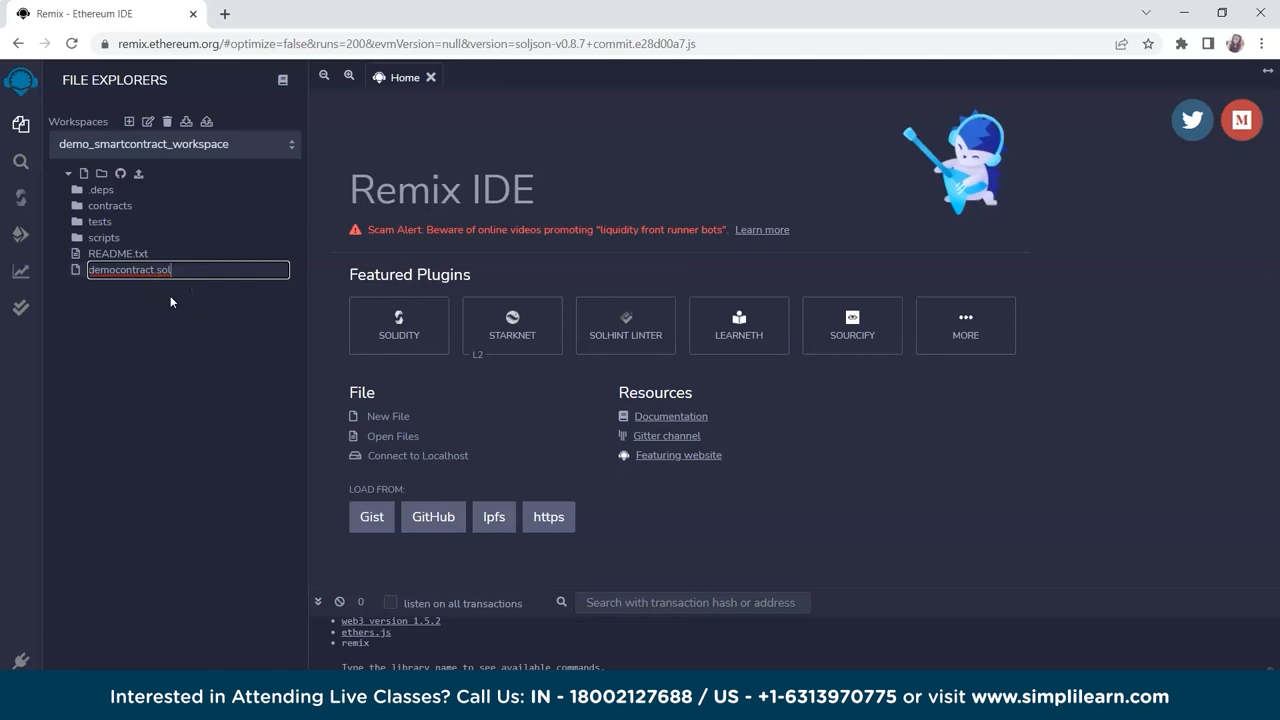 Remix - Ethereum IDE
remix.ethereum.org/#optimize=false&runs=200&evmVersion=null&version=soljson-v0.8.7+commit.e28d00a7.js
FILE EXPLORERS
Home
Workspaces
demo_smartcontract_workspace
.deps
contracts
tests
scripts
README.txt
democontract.sol
M
Remix IDE
Scam Alert: Beware of online videos promoting "liquidity front runner bots". Learn more
Featured Plugins
SOLIDITY
STARKNET
L2
SOLHINT LINTER
LEARNETH
SOURCIFY
MORE
File
New File
Open Files
Connect to Localhost
Resources
Documentation
Gitter channel
Featuring website
LOAD FROM:
Gist
GitHub
Ipfs
https
0
listen on all transactions
Search with transaction hash or address
web3 version 1.5.2
ethers.js
remix
Type the library name to see available commands.
Interested in Attending Live Classes? Call Us: IN - 18002127688 / US - +1-6313970775 or visit www.simplilearn.com